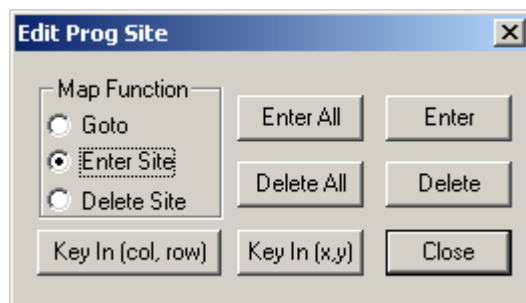 Edit Prog Site
Map Function
Goto
Enter Site
Delete Site
Enter All
Enter
Delete All
Delete
Key In (col, row)
Key In (x,y)
Close